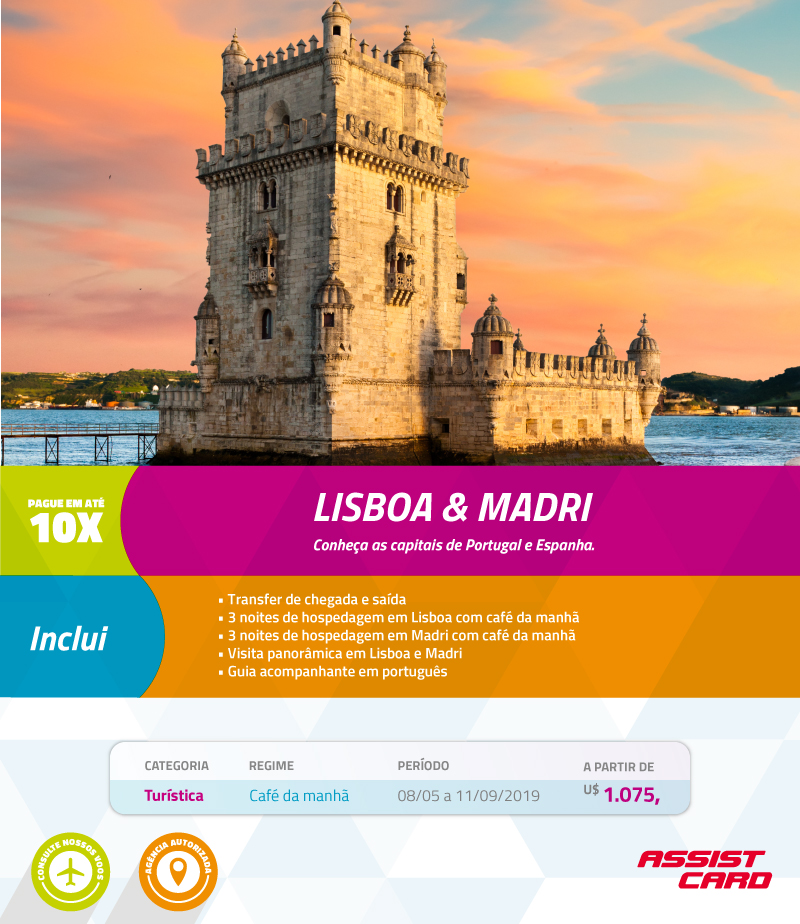 PAGUE EM ATÉ
10X
LISBOA & MADRI
Conheça as capitais de Portugal e Espanha.
Inclui
• Transfer de chegada e saída
• 3 noites de hospedagem em Lisboa com café da manhã
• 3 noites de hospedagem em Madri com café da manhã
• Visita panorâmica em Lisboa e Madri
• Guia acompanhante em português
CATEGORIA REGIME PERÍODO A PARTIR DE
Turística Café da manhã 08/05 a 11/09/2019 U$ 1.075,
CONSULTE NOSSOS VOOS
AGÊNCIA AUTORIZADA
ASSIST
CARD